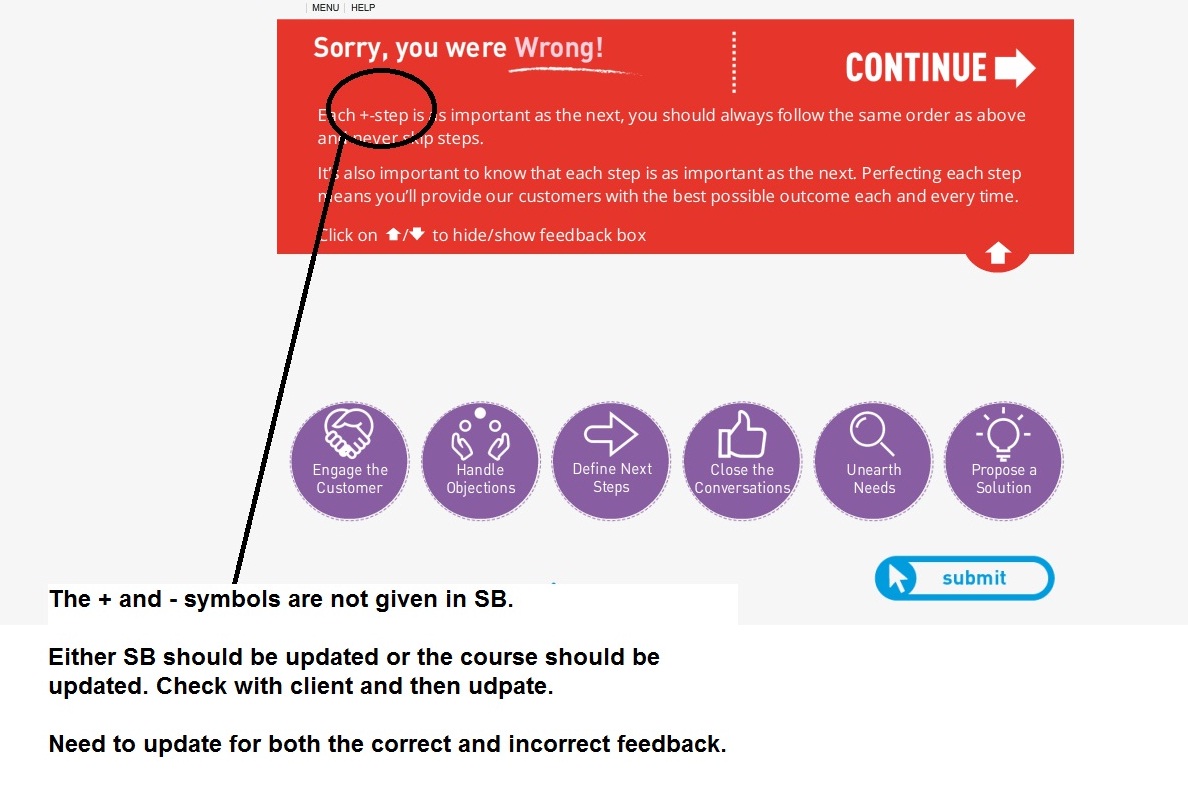 MENU HELP
Sorry, you were Wrong!
CONTINUE
Each +-step is as important as the next, you should always follow the same order as above
and never skip steps.
It's also important to know that each step is as important as the next. Perfecting each step
means you'll provide our customers with the best possible outcome each and every time.
Click on / to hide/show feedback box
Engage the
Customer
Handle
Objections
Define Next
Steps
Close the
Conversations
Unearth
Needs
Propose a
Solution
submit
The + and - symbols are not given in SB.
Either SB should be updated or the course should be
updated. Check with client and then udpate.
Need to update for both the correct and incorrect feedback.